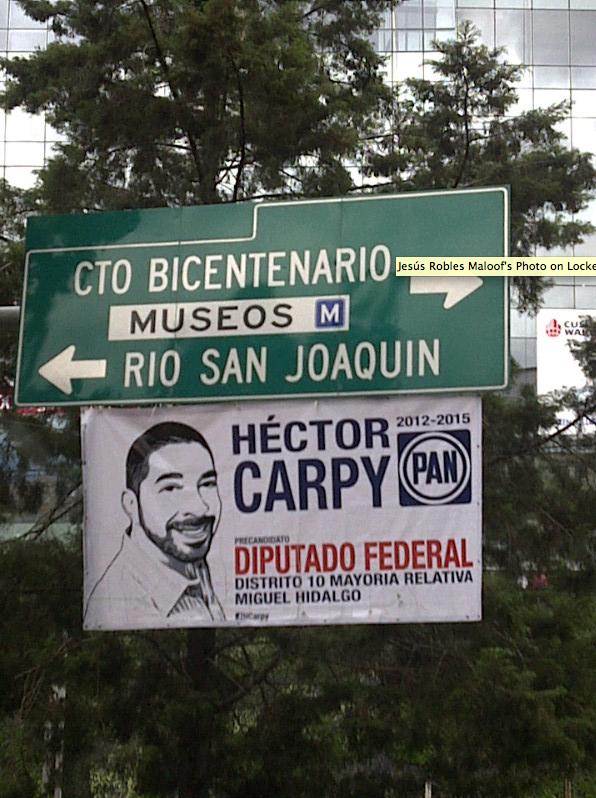 CTO BICENTENARIO
Jesús Robles Maloof's Photo on Locke
MUSEOS M
RIO SAN JOAQUIN
HÉCTOR
CARPY
2012-2015
PAN
PRECANDIDATO
DIPUTADO FEDERAL
DISTRITO 10 MAYORIA RELATIVA
MIGUEL HIDALGO